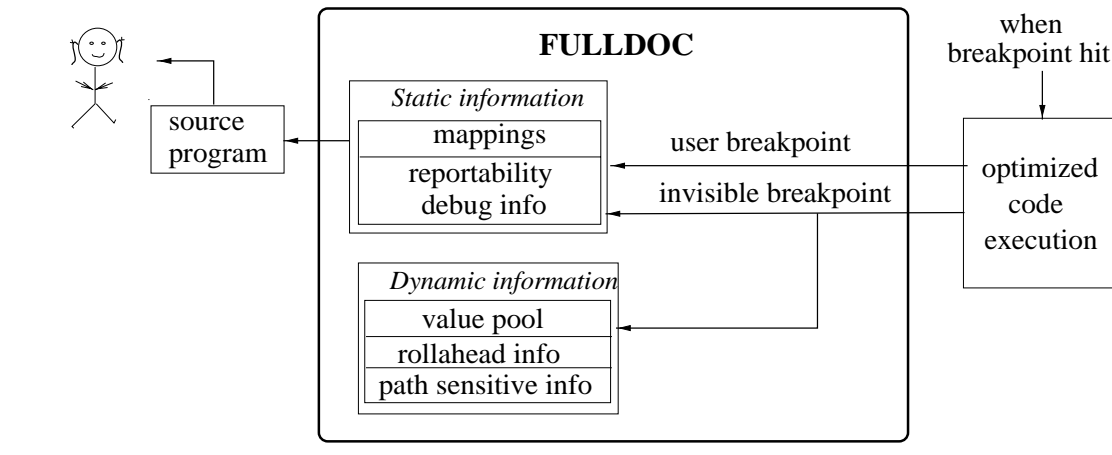 FULLDOC
when
breakpoint hit
Static information
mappings
reportability
debug info
source
program
user breakpoint
invisible breakpoint
optimized
code
execution
Dynamic information
value pool
rollahead info
path sensitive info